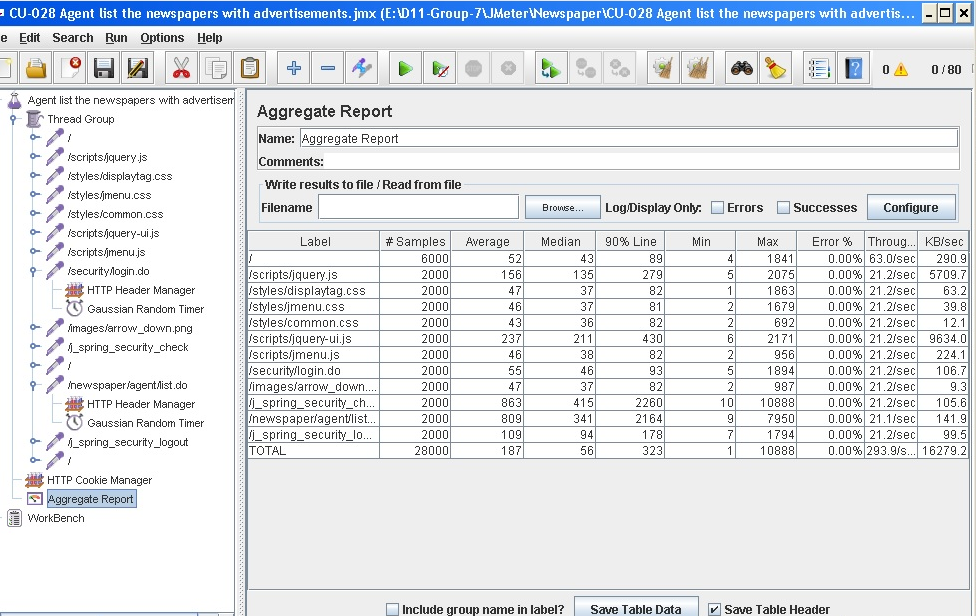 CU-028 Agent list the newspapers with advertisements.jmx (E:\D11-Group-7\JMeter\Newspaper\CU-028 Agent list the newspapers with advertis...
e Edit Search Run Options Help
0 0 / 80
Agent list the newspapers with advertisem
Thread Group
/
/scripts/jquery.js
/styles/displaytag.css
/styles/jmenu.css
/styles/common.css
/scripts/jquery-ui.js
/scripts/jmenu.js
/security/login.do
HTTP Header Manager
Gaussian Random Timer
/images/arrow_down.png
/j_spring_security_check
/
/newspaper/agent/list.do
HTTP Header Manager
Gaussian Random Timer
/j_spring_security_logout
/
HTTP Cookie Manager
Aggregate Report
WorkBench
Aggregate Report
Name: Aggregate Report
Comments:
Write results to file / Read from file
Filename Browse... Log/Display Only: Errors Successes Configure
Label # Samples Average Median 90% Line Min Max Error % Throug... KB/sec
/ 6000 52 43 89 4 1841 0.00% 63.0/sec 290.9
/scripts/jquery.js 2000 156 135 279 5 2075 0.00% 21.2/sec 5709.7
/styles/displaytag.css 2000 47 37 82 1 1863 0.00% 21.2/sec 63.2
/styles/jmenu.css 2000 46 37 81 2 1679 0.00% 21.2/sec 39.8
/styles/common.css 2000 43 36 82 2 692 0.00% 21.2/sec 12.1
/scripts/jquery-ui.js 2000 237 211 430 6 2171 0.00% 21.2/sec 9634.0
/scripts/jmenu.js 2000 46 38 82 2 956 0.00% 21.2/sec 224.1
/security/login.do 2000 55 46 93 5 1894 0.00% 21.2/sec 106.7
/images/arrow_down.... 2000 47 37 82 2 987 0.00% 21.2/sec 9.3
/j_spring_security_ch... 2000 863 415 2260 10 10888 0.00% 21.2/sec 105.6
/newspaper/agent/list... 2000 809 341 2164 9 7950 0.00% 21.1/sec 141.9
/j_spring_security_lo... 2000 109 94 178 7 1794 0.00% 21.2/sec 99.5
TOTAL 28000 187 56 323 1 10888 0.00% 293.9/s... 16279.2
Include group name in label? Save Table Data Save Table Header